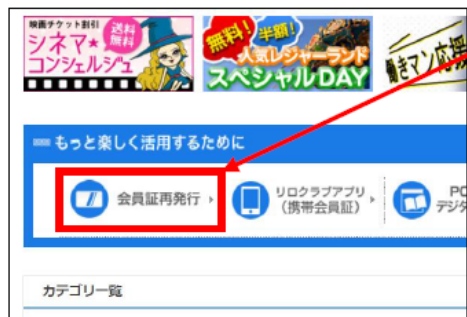 映画チケット割引
送料
無料
シネマ★
コンシェルジュ
無料! 半額!
人気レジャーランド
スペシャルDAY
働きマン応援
もっと楽しく活用するために
会員証再発行
リロクラブアプリ
(携帯会員証)
PC
デジタ
カテゴリ一覧